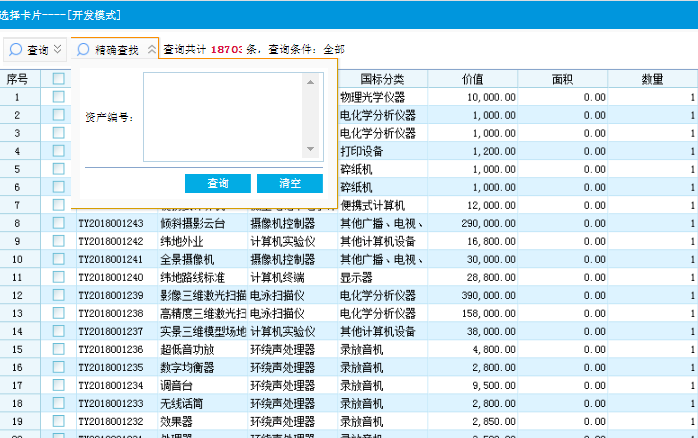 选择卡片----[开发模式]
查询 精确查找 查询共计 18703 条，查询条件：全部
序号 国标分类 价值 面积 数量
资产编号：
查询 清空
1 物理光学仪器 10,000.00 0.00 1
2 电化学分析仪器 1,000.00 0.00 1
3 电化学分析仪器 1,000.00 0.00 1
4 打印设备 1,200.00 0.00 1
5 碎纸机 1,000.00 0.00 1
6 碎纸机 1,000.00 0.00 1
7 便携式计算机 12,000.00 0.00 1
8 TY2018001243 倾斜摄影云台 摄像机控制器 其他广播、电视、 290,000.00 0.00 1
9 TY2018001242 纬地外业 计算机实验仪 其他计算机设备 16,800.00 0.00 1
10 TY2018001241 全景摄像机 摄像机控制器 其他广播、电视、 30,000.00 0.00 1
11 TY2018001240 纬地路线标准 计算机终端 显示器 28,800.00 0.00 1
12 TY2018001239 影像三维激光扫描 电泳扫描仪 电化学分析仪器 390,000.00 0.00 1
13 TY2018001238 高精度三维激光扫 电泳扫描仪 电化学分析仪器 158,000.00 0.00 1
14 TY2018001237 实景三维模型场地 计算机实验仪 其他计算机设备 38,000.00 0.00 1
15 TY2018001236 超低音功放 环绕声处理器 录放音机 4,800.00 0.00 1
16 TY2018001235 数字均衡器 环绕声处理器 录放音机 2,800.00 0.00 1
17 TY2018001234 调音台 环绕声处理器 录放音机 9,500.00 0.00 1
18 TY2018001233 无线话筒 环绕声处理器 录放音机 2,800.00 0.00 1
19 TY2018001232 效果器 环绕声处理器 录放音机 2,850.00 0.00 1